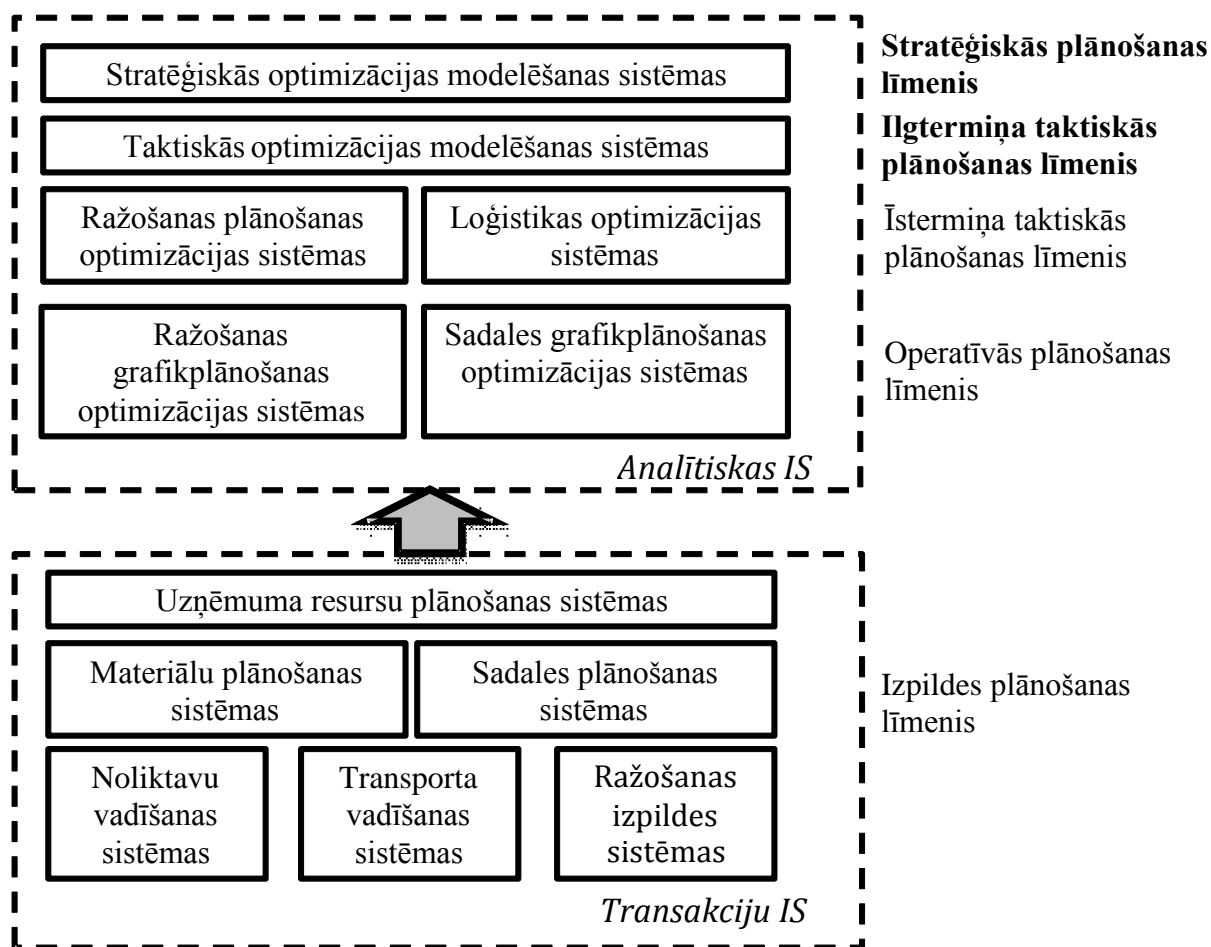 Stratēģiskās optimizācijas modelēšanas sistēmas
Stratēģiskās plānošanas
līmenis
Taktiskās optimizācijas modelēšanas sistēmas
Ilgtermiņa taktiskās
plānošanas līmenis
Ražošanas plānošanas
optimizācijas sistēmas
Loģistikas optimizācijas
sistēmas
Īstermiņa taktiskās
plānošanas līmenis
Ražošanas
grafikplānošanas
optimizācijas sistēmas
Sadales grafikplānošanas
optimizācijas sistēmas
Operatīvās plānošanas
līmenis
Analītiskas IS
Uzņēmuma resursu plānošanas sistēmas
Materiālu plānošanas
sistēmas
Sadales plānošanas
sistēmas
Izpildes plānošanas
līmenis
Noliktavu
vadīšanas
sistēmas
Transporta
vadīšanas
sistēmas
Ražošanas
izpildes
sistēmas
Transakciju IS